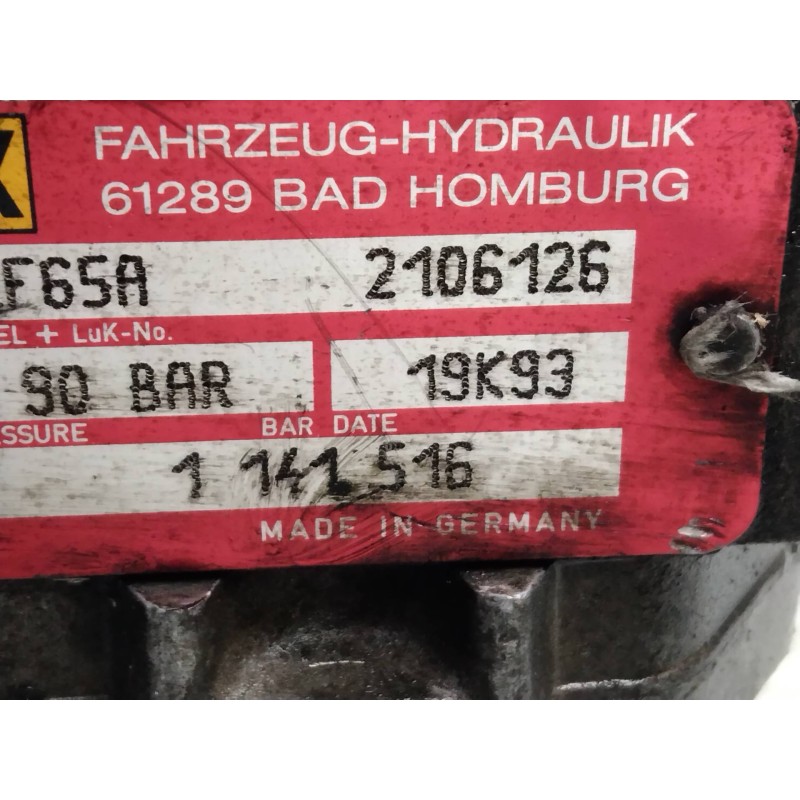 K FAHRZEUG-HYDRAULIK
61289 BAD HOMBURG
F65A 2106126
EL + LuK-No.
90 BAR 19K93
SSURE BAR DATE
1 141 516
MADE IN GERMANY